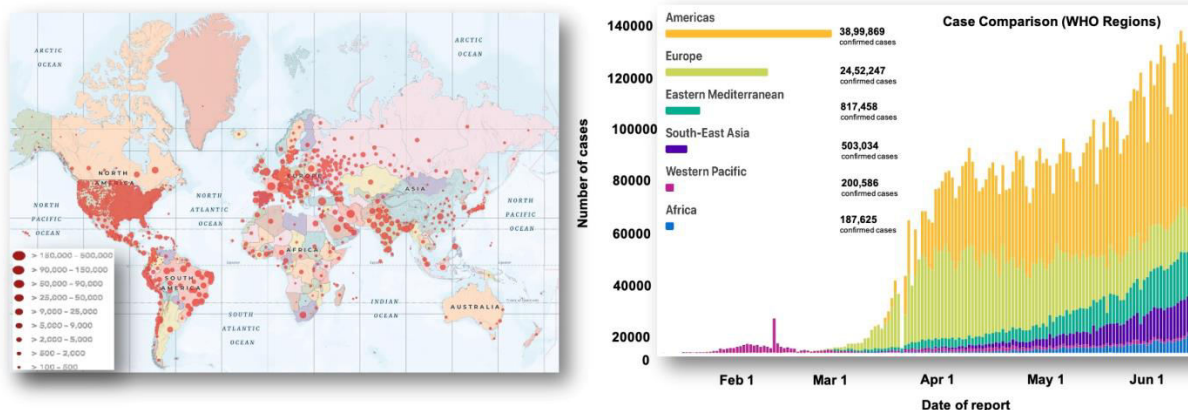 ARCTIC
OCEAN
ARCTIC
OCEAN
NORTH
AMERICA
EUROPE
ASIA
NORTH
PACIFIC
OCEAN
NORTH
ATLANTIC
OCEAN
NORTH
PACIFIC
OCEAN
AFRICA
SOUTH
AMERICA
INDIAN
OCEAN
AUSTRALIA
SOUTH
ATLANTIC
OCEAN
> 90,000 – 150,000
> 50,000 – 90,000
> 25,000 – 50,000
> 9,000 – 25,000
> 5,000 – 9,000
> 2,000 – 5,000
> 500 – 2,000
> 100 – 500
Case Comparison (WHO Regions)
Americas
38,99,869
confirmed cases
Europe
24,52,247
confirmed cases
Eastern Mediterranean
817,458
confirmed cases
South-East Asia
503,034
confirmed cases
Western Pacific
200,586
confirmed cases
Africa
187,625
confirmed cases
Number of cases
140000
120000
100000
80000
60000
40000
20000
0
Feb 1 Mar 1 Apr 1 May 1 Jun 1
Date of report